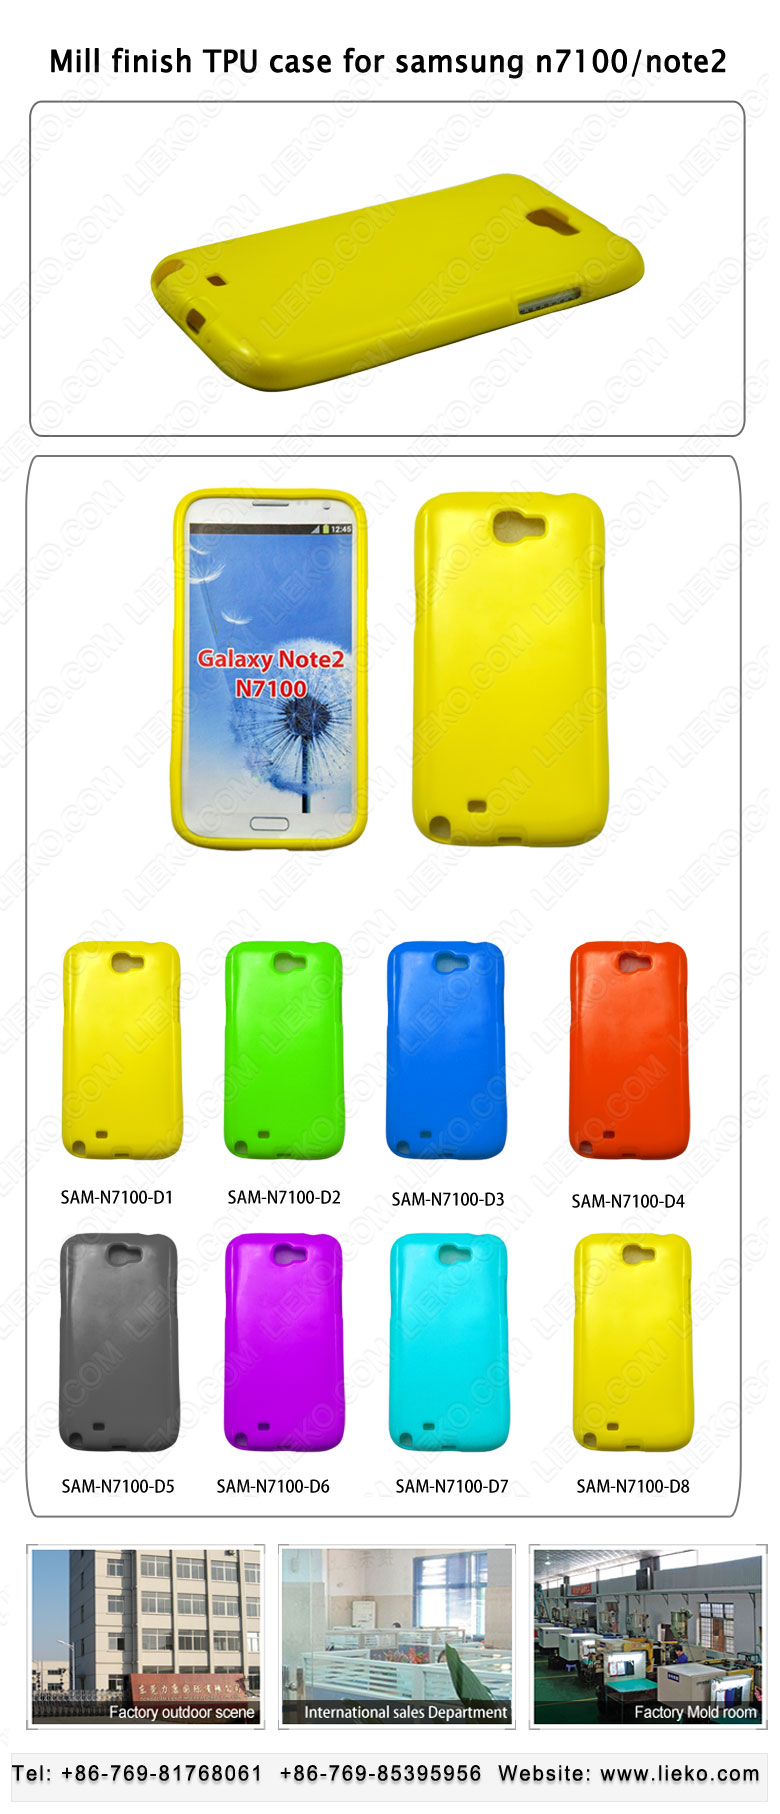 Mill finish TPU case for samsung n7100/note2
LIEKO.COM
12:45
Galaxy Note2
N7100
SAM-N7100-D1 SAM-N7100-D2 SAM-N7100-D3 SAM-N7100-D4
SAM-N7100-D5 SAM-N7100-D6 SAM-N7100-D7 SAM-N7100-D8
Factory outdoor scene International sales Department Factory Mold room
Tel: +86-769-81768061 +86-769-85395956 Website: www.lieko.com